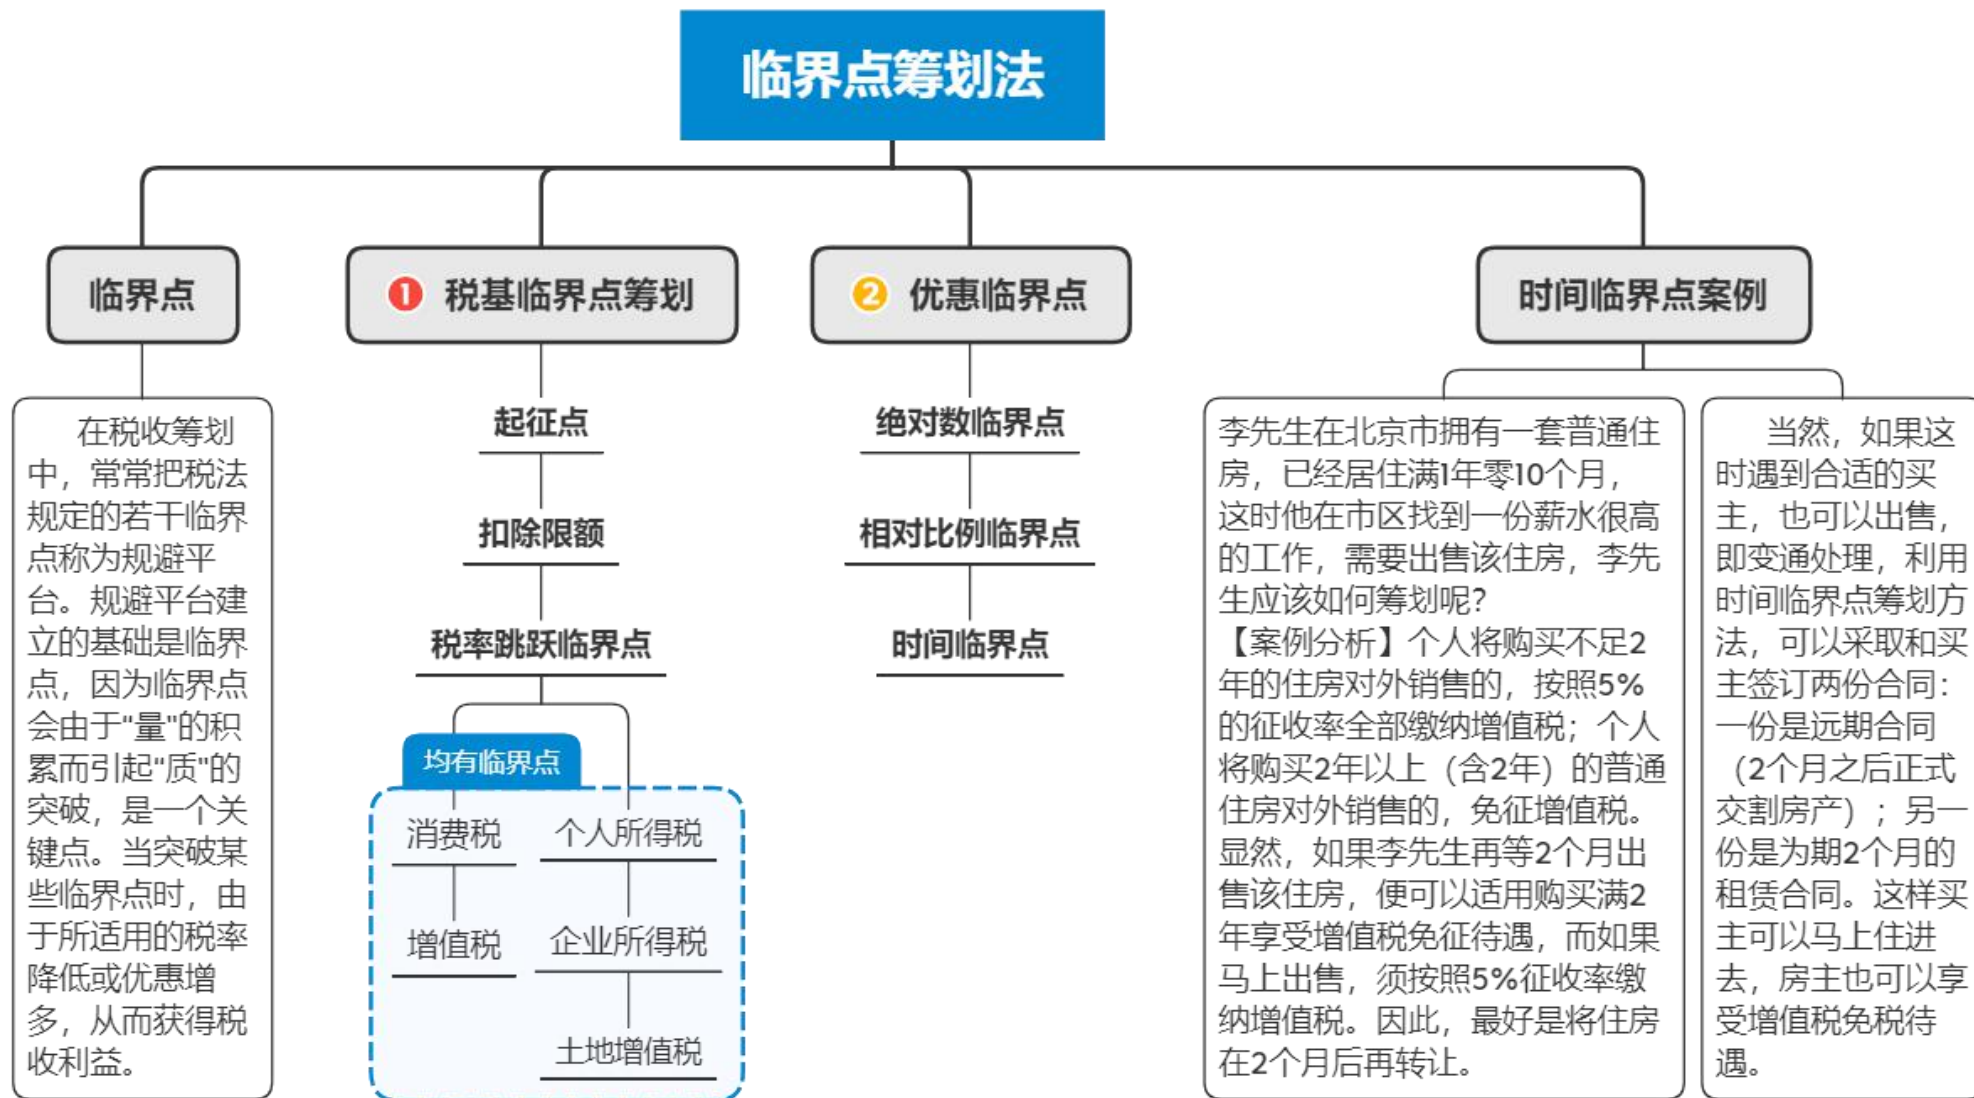 临界点筹划法
临界点
在税收筹划
中，常常把税法
规定的若干临界
点称为规避平
台。规避平台建
立的基础是临界
点，因为临界点
会由于“量”的积
累而引起“质”的
突破，是一个关
键点。当突破某
些临界点时，由
于所适用的税率
降低或优惠增
多，从而获得税
收利益。
1 税基临界点筹划
起征点
扣除限额
税率跳跃临界点
均有临界点
消费税
增值税
个人所得税
企业所得税
土地增值税
2 优惠临界点
绝对数临界点
相对比例临界点
时间临界点
时间临界点案例
李先生在北京市拥有一套普通住
房，已经居住满1年零10个月，
这时他在市区找到一份薪水很高
的工作，需要出售该住房，李先
生应该如何筹划呢？
【案例分析】个人将购买不足2
年的住房对外销售的，按照5%
的征收率全部缴纳增值税；个人
将购买2年以上（含2年）的普通
住房对外销售的，免征增值税。
显然，如果李先生再等2个月出
售该住房，便可以适用购买满2
年享受增值税免征待遇，而如果
马上出售，须按照5%征收率缴
纳增值税。因此，最好是将住房
在2个月后再转让。
当然，如果这
时遇到合适的买
主，也可以出售，
即变通处理，利用
时间临界点筹划方
法，可以采取和买
主签订两份合同：
一份是远期合同
（2个月之后正式
交割房产）；另一
份是为期2个月的
租赁合同。这样买
主可以马上住进
去，房主也可以享
受增值税免税待
遇。